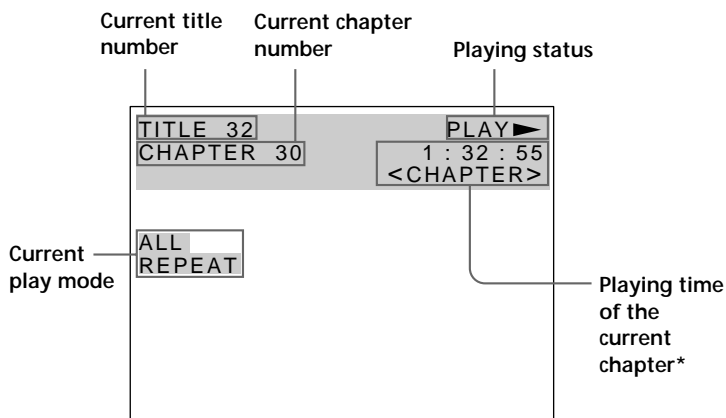 Current title
number
Current chapter
number
Playing status
TITLE 32
PLAY
CHAPTER 30
1 : 32 : 55
<CHAPTER>
Current
play mode
ALL
REPEAT
Playing time
of the
current
chapter*